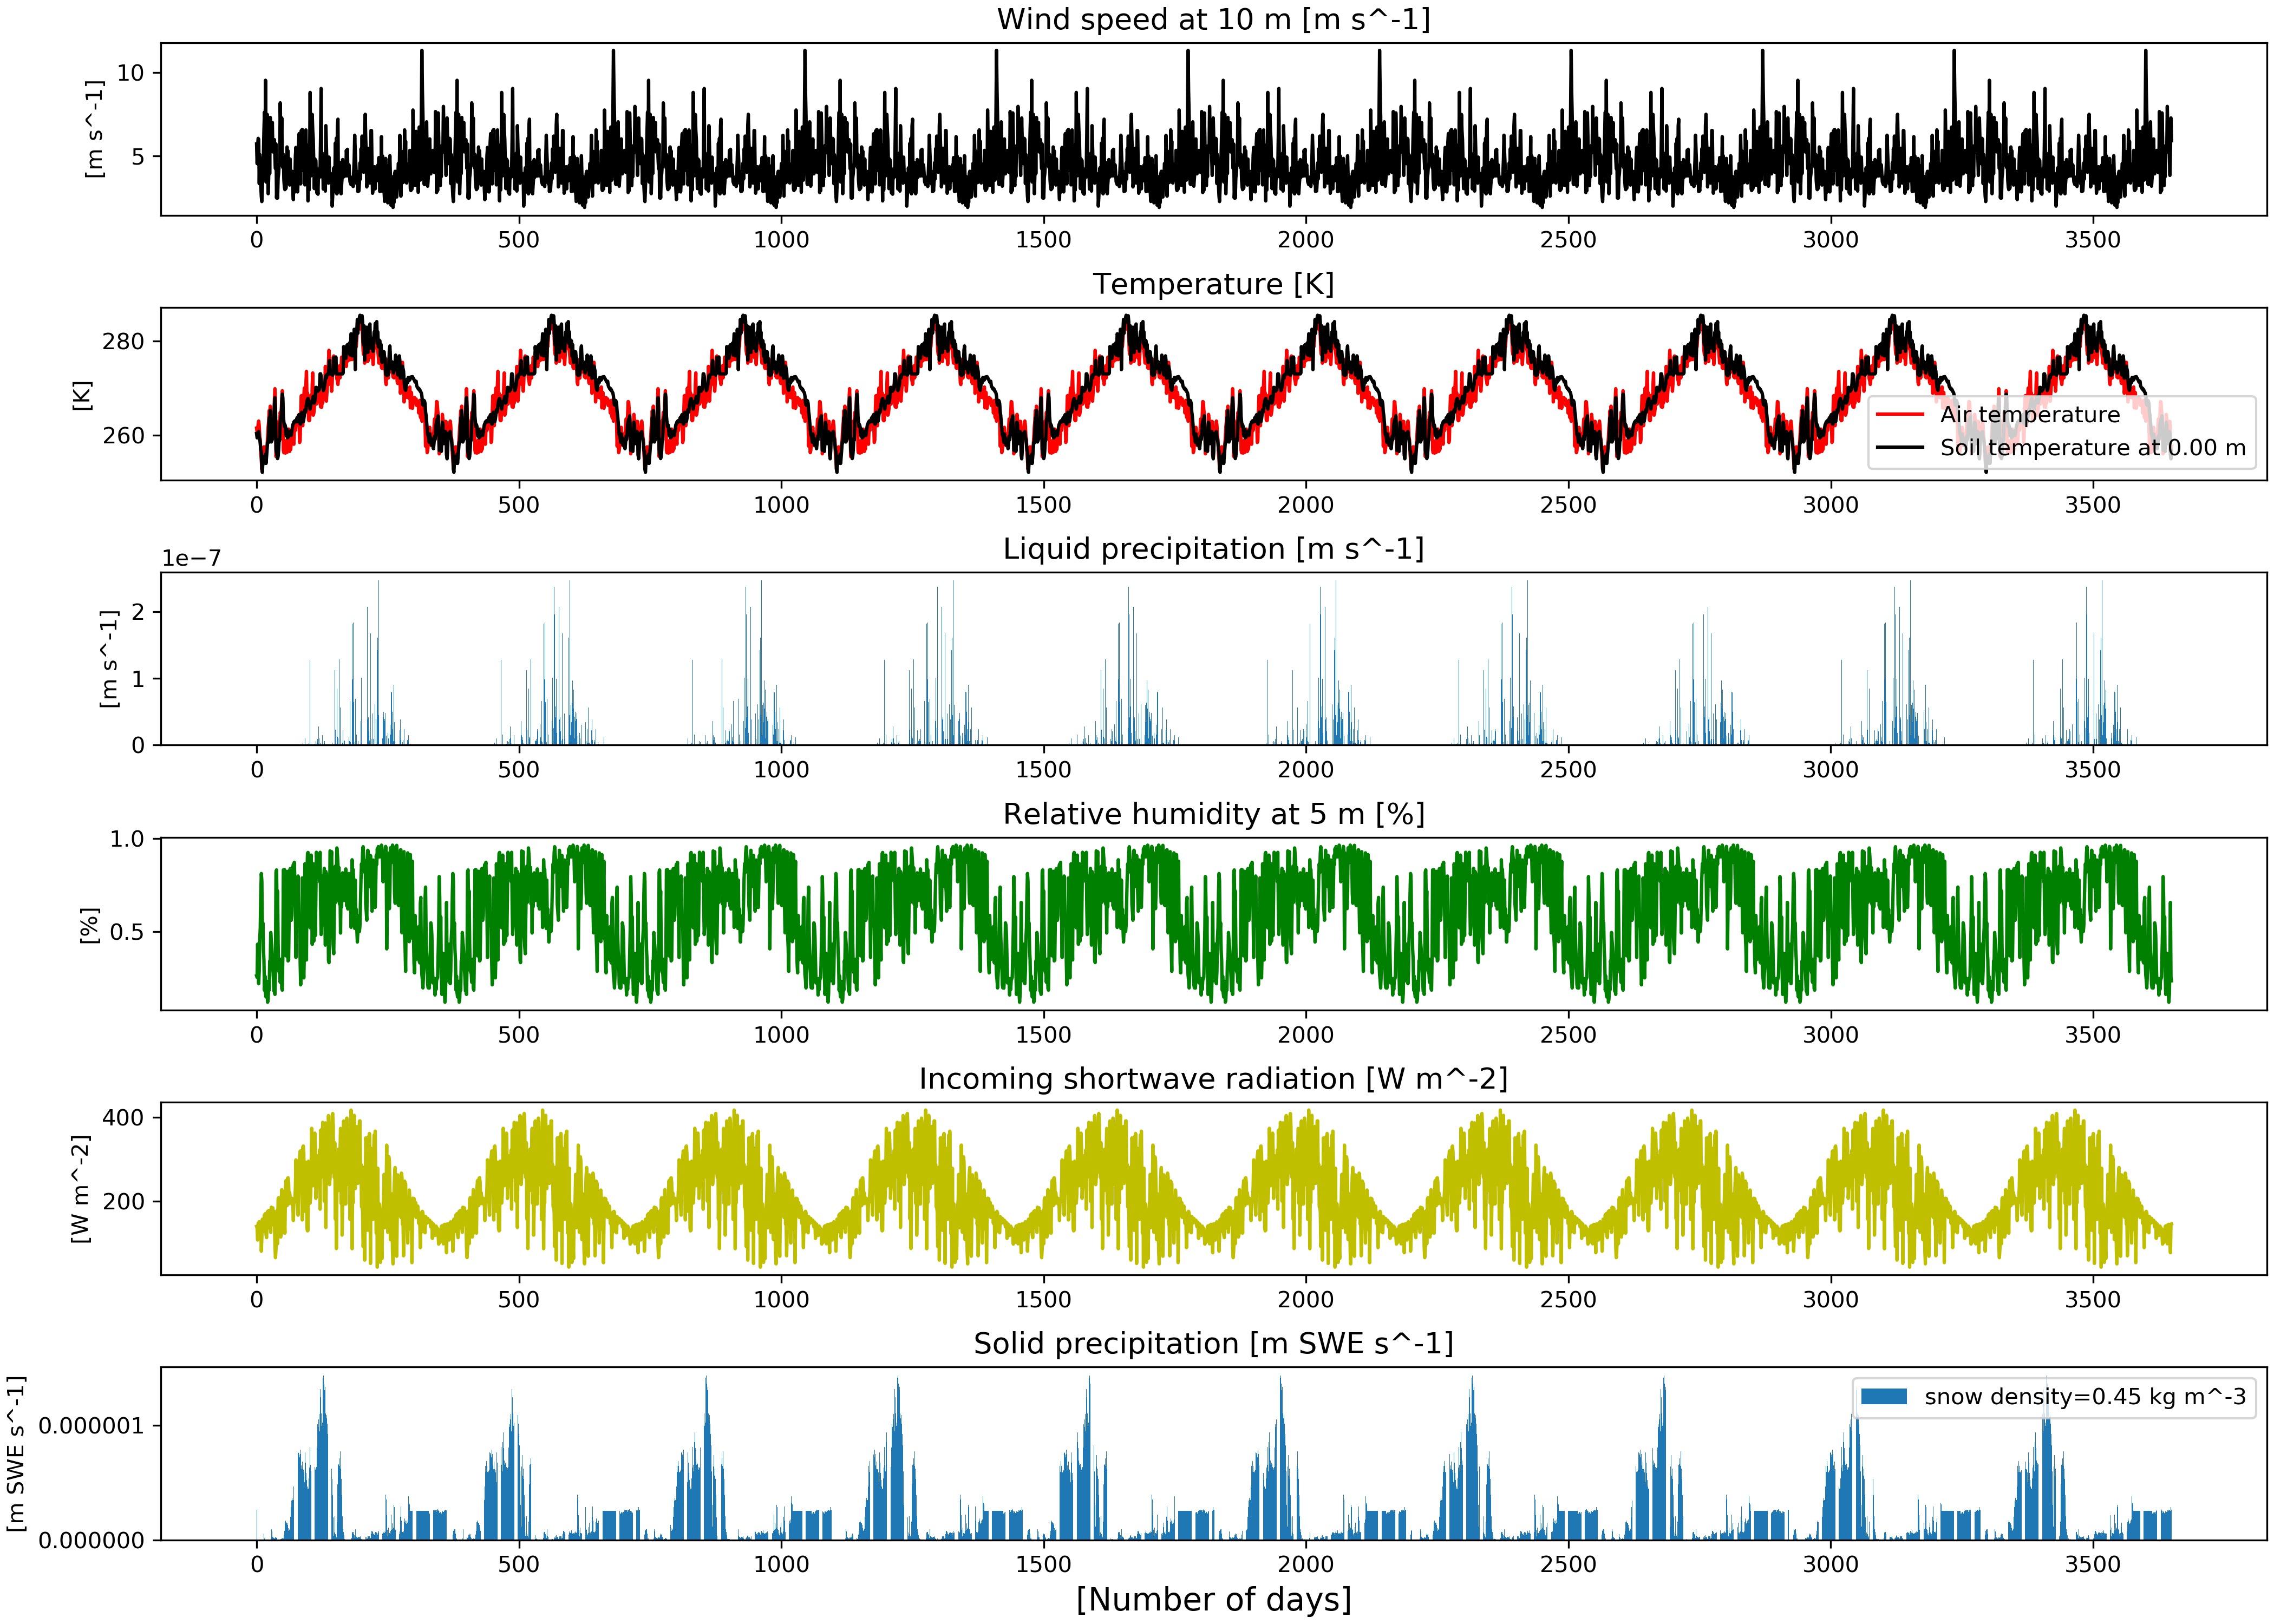 Wind speed at 10 m [m s^-1]
[m s^-1]
10
5
0 500 1000 1500 2000 2500 3000 3500
Temperature [K]
[K]
280
260
Air temperature
Soil temperature at 0.00 m
0 500 1000 1500 2000 2500 3000 3500
Liquid precipitation [m s^-1]
1e−7
[m s^-1]
2
1
0
0 500 1000 1500 2000 2500 3000 3500
Relative humidity at 5 m [%]
[%]
1.0
0.5
0 500 1000 1500 2000 2500 3000 3500
Incoming shortwave radiation [W m^-2]
[W m^-2]
400
200
0 500 1000 1500 2000 2500 3000 3500
Solid precipitation [m SWE s^-1]
[m SWE s^-1]
snow density=0.45 kg m^-3
0.000001
0.000000
0 500 1000 1500 2000 2500 3000 3500
[Number of days]